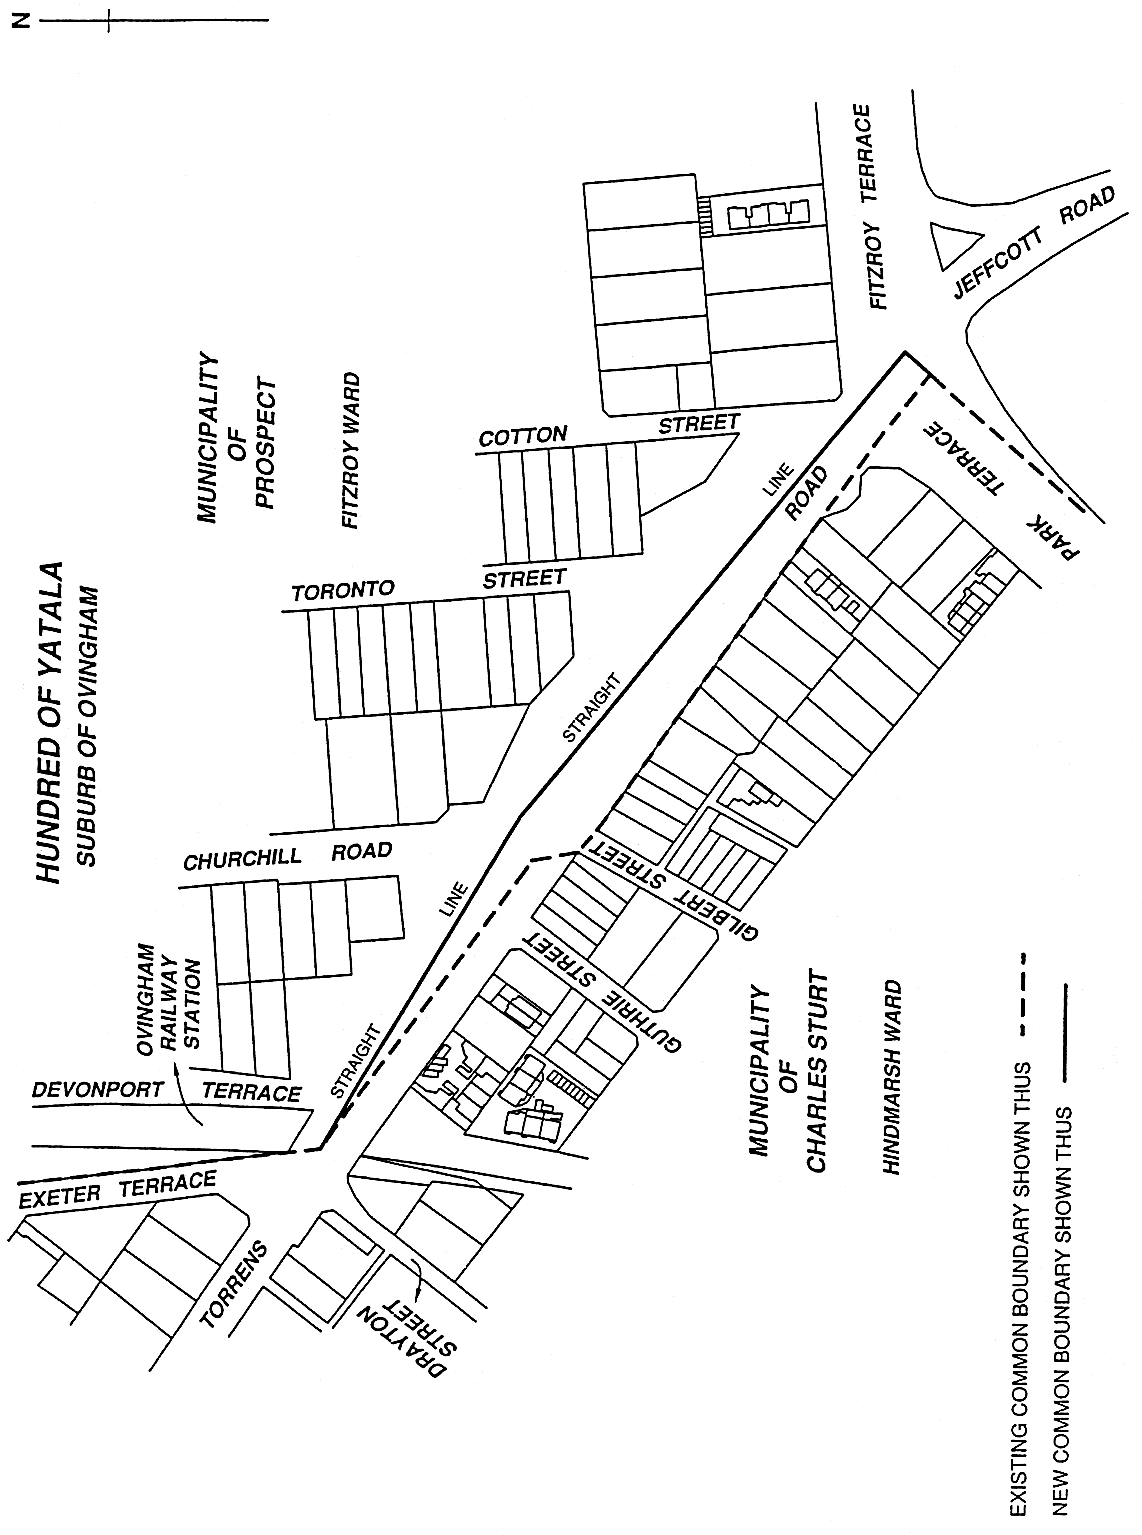 N
HUNDRED OF YATALA
SUBURB OF OVINGHAM
MUNICIPALITY
OF
PROSPECT
FITZROY WARD
FITZROY TERRACE
JEFFCOTT ROAD
COTTON STREET
TORONTO STREET
CHURCHILL ROAD
OVINGHAM
RAILWAY
STATION
DEVONPORT TERRACE
EXETER TERRACE
TORRENS ROAD
STRAIGHT LINE
STRAIGHT LINE
PARK TERRACE
GILBERT STREET
GUTHRIE STREET
DRAYTON
STREET
MUNICIPALITY
OF
CHARLES STURT
HINDMARSH WARD
EXISTING COMMON BOUNDARY SHOWN THUS
NEW COMMON BOUNDARY SHOWN THUS